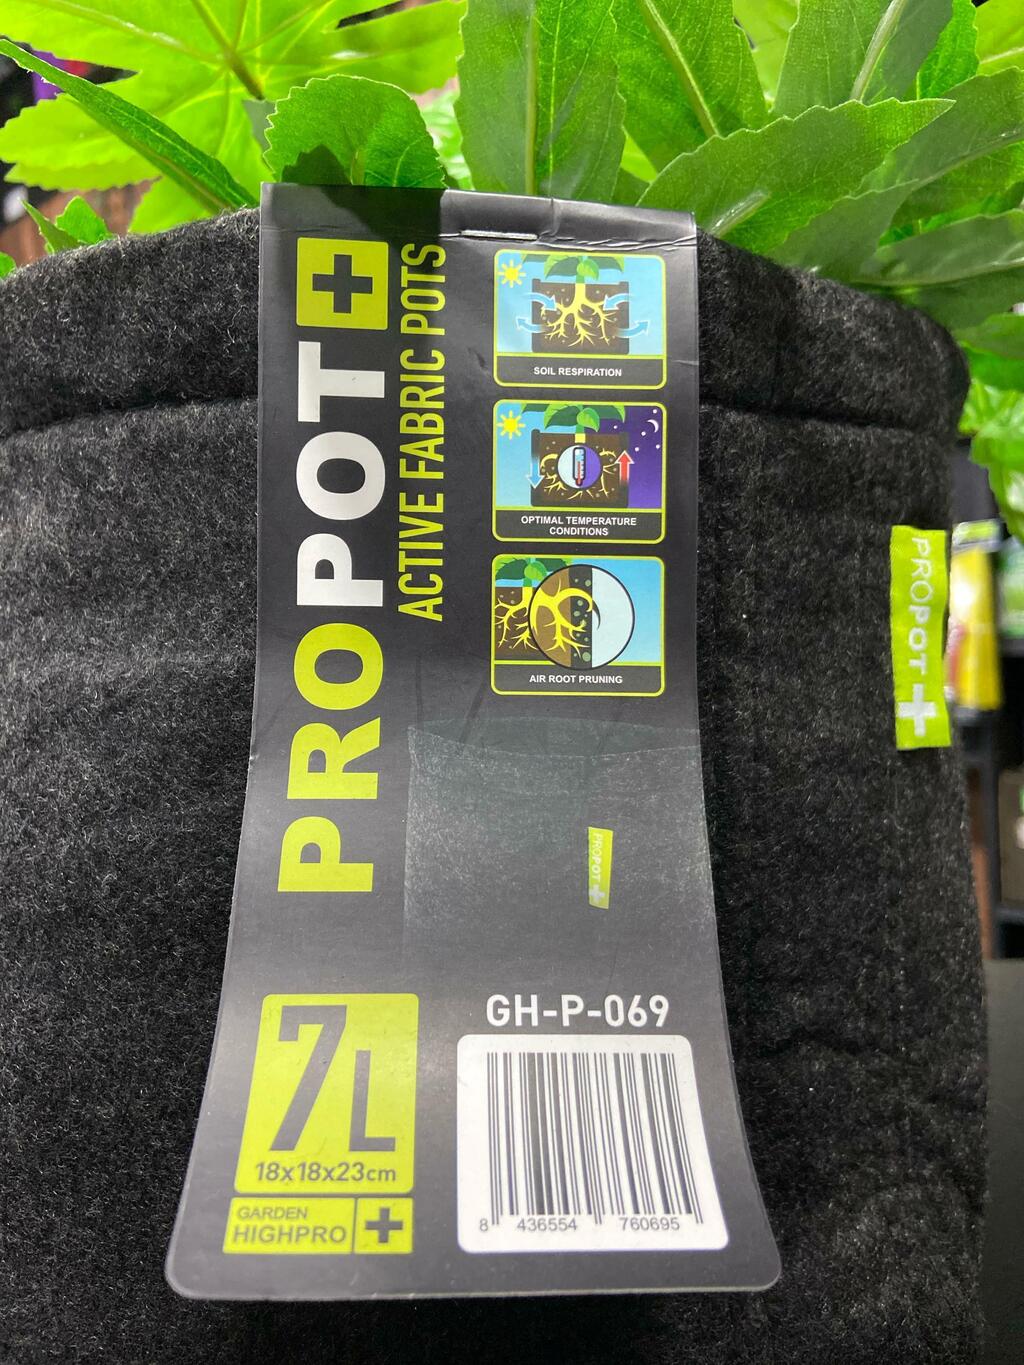 PROPOT+
ACTIVE FABRIC POTS
SOIL RESPIRATION
OPTIMAL TEMPERATURE
CONDITIONS
AIR ROOT PRUNING
PROPOT+
PROPOT+
7L
18x18x23cm
GARDEN
HIGHPRO
GH-P-069
8 436554 760695